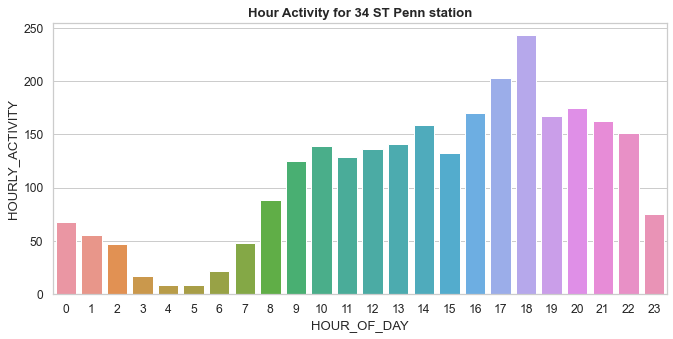 Hour Activity for 34 ST Penn station
HOURLY_ACTIVITY
250
200
150
100
50
0
0 1 2 3 4 5 6 7 8 9 10 11 12 13 14 15 16 17 18 19 20 21 22 23
HOUR_OF_DAY